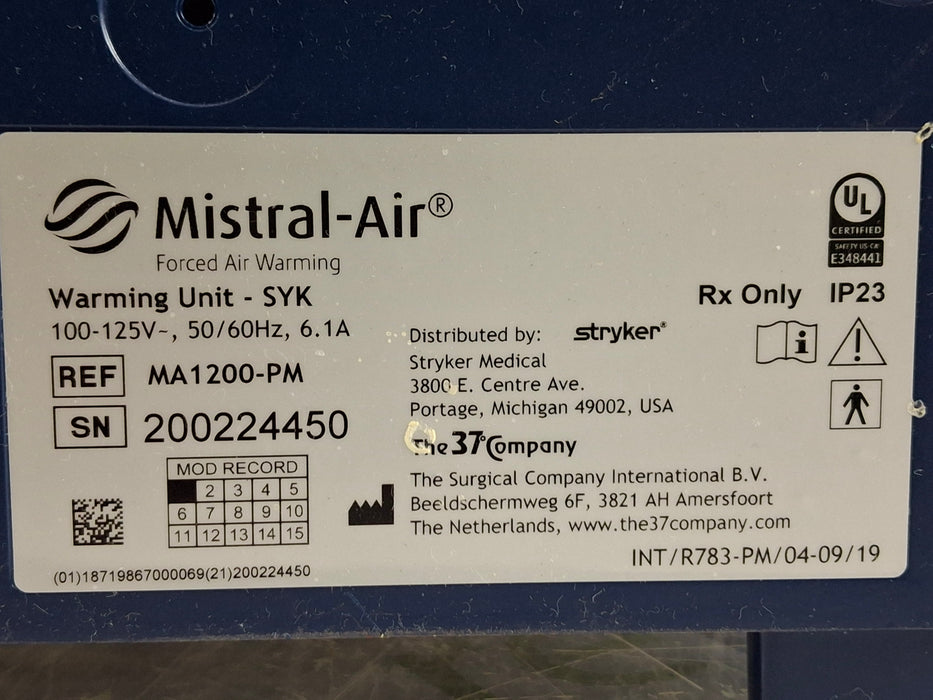 Mistral-Air®
Forced Air Warming
UL
CERTIFIED
SAFETY US-CA
E348441
Warming Unit - SYK
Rx Only IP23
100-125V~, 50/60Hz, 6.1A
Distributed by: stryker®
Stryker Medical
3800 E. Centre Ave.
Portage, Michigan 49002, USA
REF MA1200-PM
SN 200224450
The 37°Company
MOD RECORD
2 3 4 5
6 7 8 9 10
11 12 13 14 15
The Surgical Company International B.V.
Beeldschermweg 6F, 3821 AH Amersfoort
The Netherlands, www.the37company.com
INT/R783-PM/04-09/19
(01)18719867000069(21)200224450